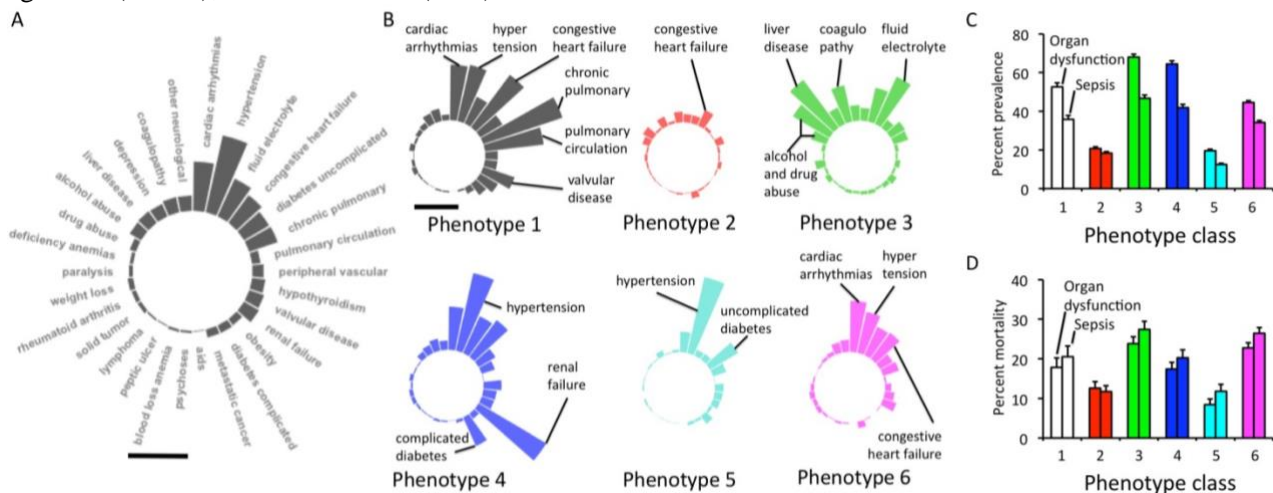 A
cardiac arrhythmias
hypertension
fluid electrolyte
congestive heart failure
diabetes uncomplicated
chronic pulmonary
pulmonary circulation
peripheral vascular
hypothyroidism
valvular disease
renal failure
obesity
diabetes complicated
metastatic cancer
aids
psychoses
blood loss anemia
peptic ulcer
lymphoma
solid tumor
rheumatoid arthritis
weight loss
paralysis
deficiency anemias
drug abuse
alcohol abuse
liver disease
depression
coagulopathy
other neurological
B
cardiac
arrhythmias
hyper
tension
congestive
heart failure
chronic
pulmonary
pulmonary
circulation
valvular
disease
Phenotype 1
congestive
heart failure
Phenotype 2
liver
disease
coagulo
pathy
fluid
electrolyte
alcohol
and drug
abuse
Phenotype 3
hypertension
renal
failure
complicated
diabetes
Phenotype 4
hypertension
uncomplicated
diabetes
Phenotype 5
cardiac
arrhythmias
hyper
tension
congestive
heart failure
Phenotype 6
C
Percent prevalence
80
60
40
20
0
Organ
dysfunction
Sepsis
1 2 3 4 5 6
Phenotype class
D
Percent mortality
40
30
20
10
0
Organ
dysfunction
Sepsis
1 2 3 4 5 6
Phenotype class